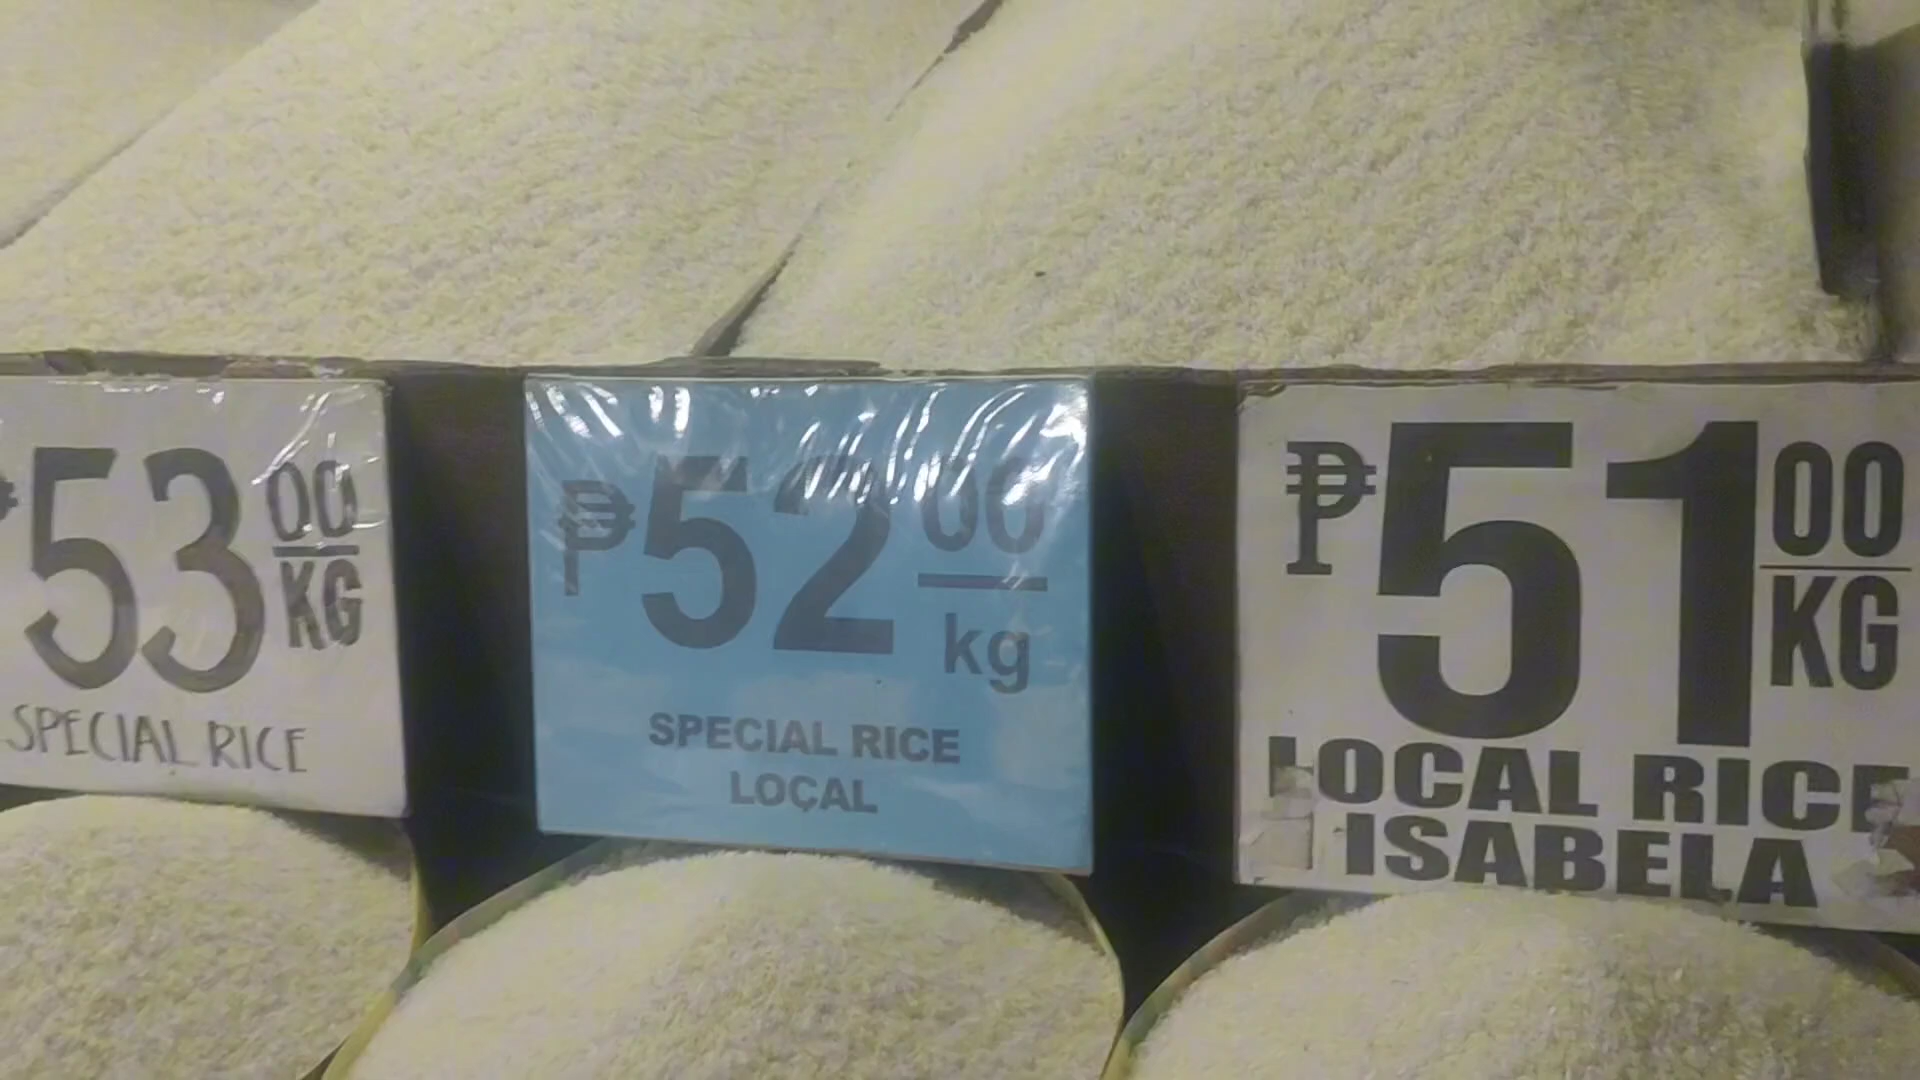 ₱53 00
KG
SPECIAL RICE
₱52 00
kg
SPECIAL RICE
LOCAL
₱51 00
KG
LOCAL RICE
ISABELA